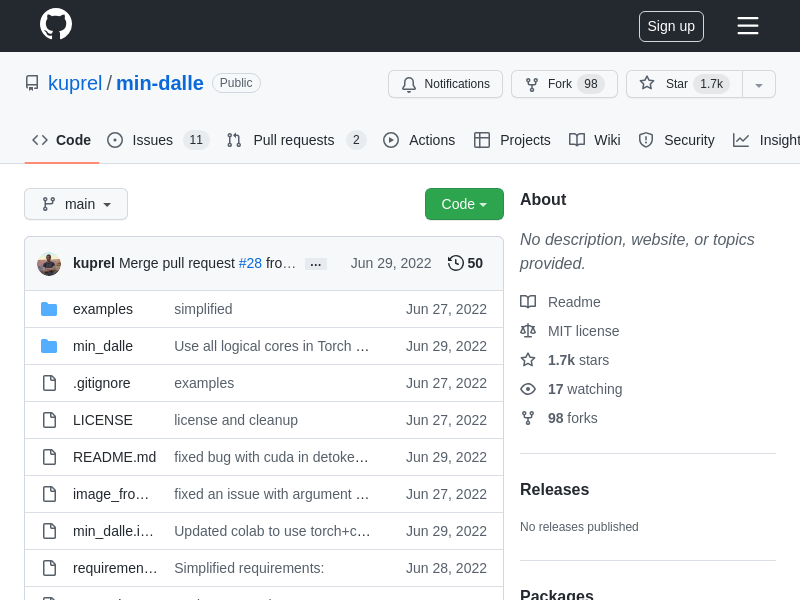 Sign up
kuprel / min-dalle Public
Notifications Fork 98 Star 1.7k
Code Issues 11 Pull requests 2 Actions Projects Wiki Security Insight
main Code
kuprel Merge pull request #28 fro… … Jun 29, 2022 50
examples simplified Jun 27, 2022
min_dalle Use all logical cores in Torch … Jun 29, 2022
.gitignore examples Jun 27, 2022
LICENSE license and cleanup Jun 27, 2022
README.md fixed bug with cuda in detoke… Jun 29, 2022
image_fro… fixed an issue with argument … Jun 27, 2022
min_dalle.i… Updated colab to use torch+c… Jun 29, 2022
requiremen… Simplified requirements: Jun 28, 2022
About
No description, website, or topics
provided.
Readme
MIT license
1.7k stars
17 watching
98 forks
Releases
No releases published
Packages